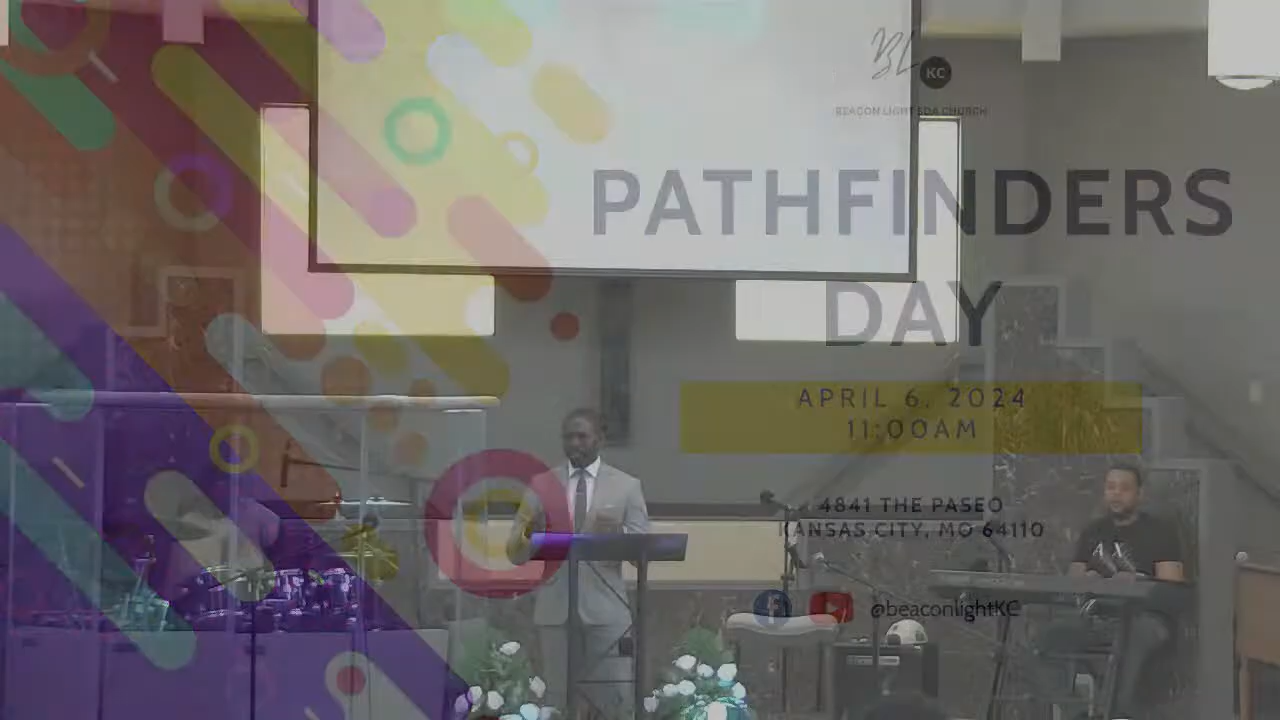 BL
KC
BEACON LIGHT SDA CHURCH
PATHFINDERS
DAY
APRIL 6, 2024
11:00AM
4841 THE PASEO
KANSAS CITY, MO 64110
@beaconlightKC